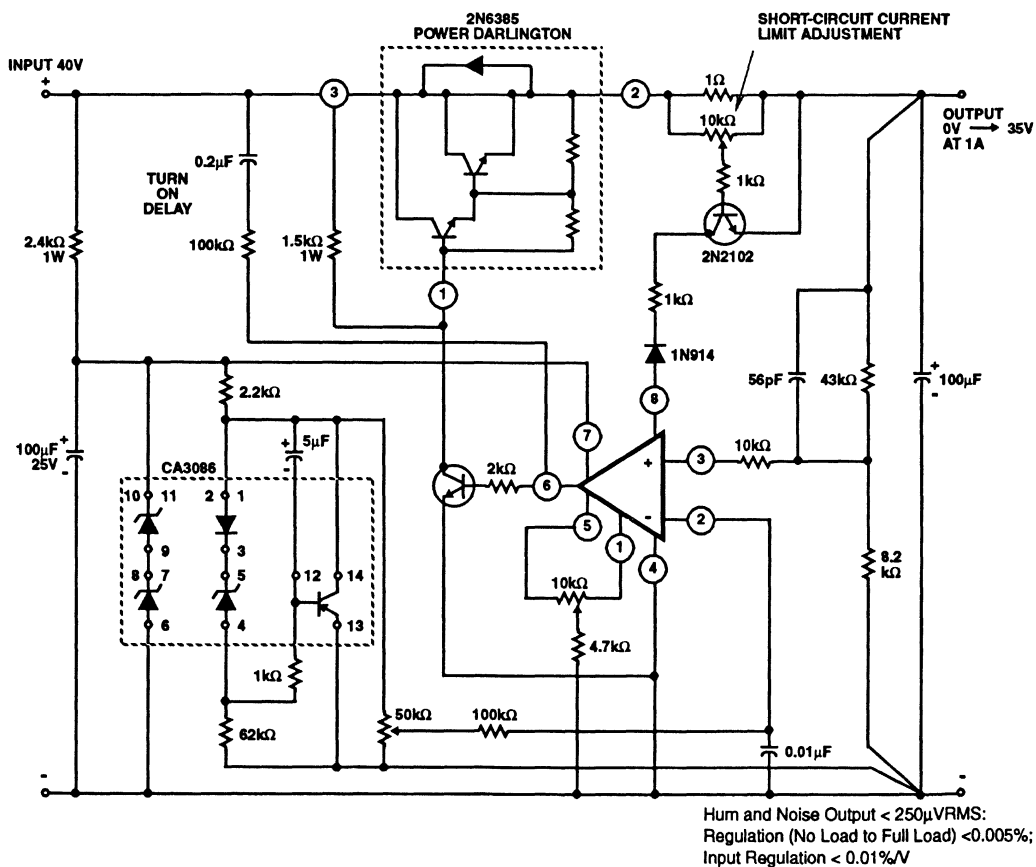 2N6385
POWER DARLINGTON
SHORT-CIRCUIT CURRENT
LIMIT ADJUSTMENT
INPUT 40V
+
3
2
1Ω
10kΩ
OUTPUT
0V → 35V
AT 1A
0.2µF
TURN
ON
DELAY
1kΩ
2.4kΩ
1W
100kΩ
1.5kΩ
1W
2N2102
1
1kΩ
1N914
2.2kΩ
56pF
43kΩ
+
100µF
-
8
7
100µF
25V
+
-
+
5µF
-
CA3086
2kΩ
6
+
3
10kΩ
-
2
10
11
2
1
5
1
4
9
3
8
7
5
12
14
10kΩ
8.2
kΩ
6
4
13
4.7kΩ
1kΩ
50kΩ
100kΩ
62kΩ
0.01µF
-
-
Hum and Noise Output < 250µVRMS:
Regulation (No Load to Full Load) <0.005%;
Input Regulation < 0.01%/V